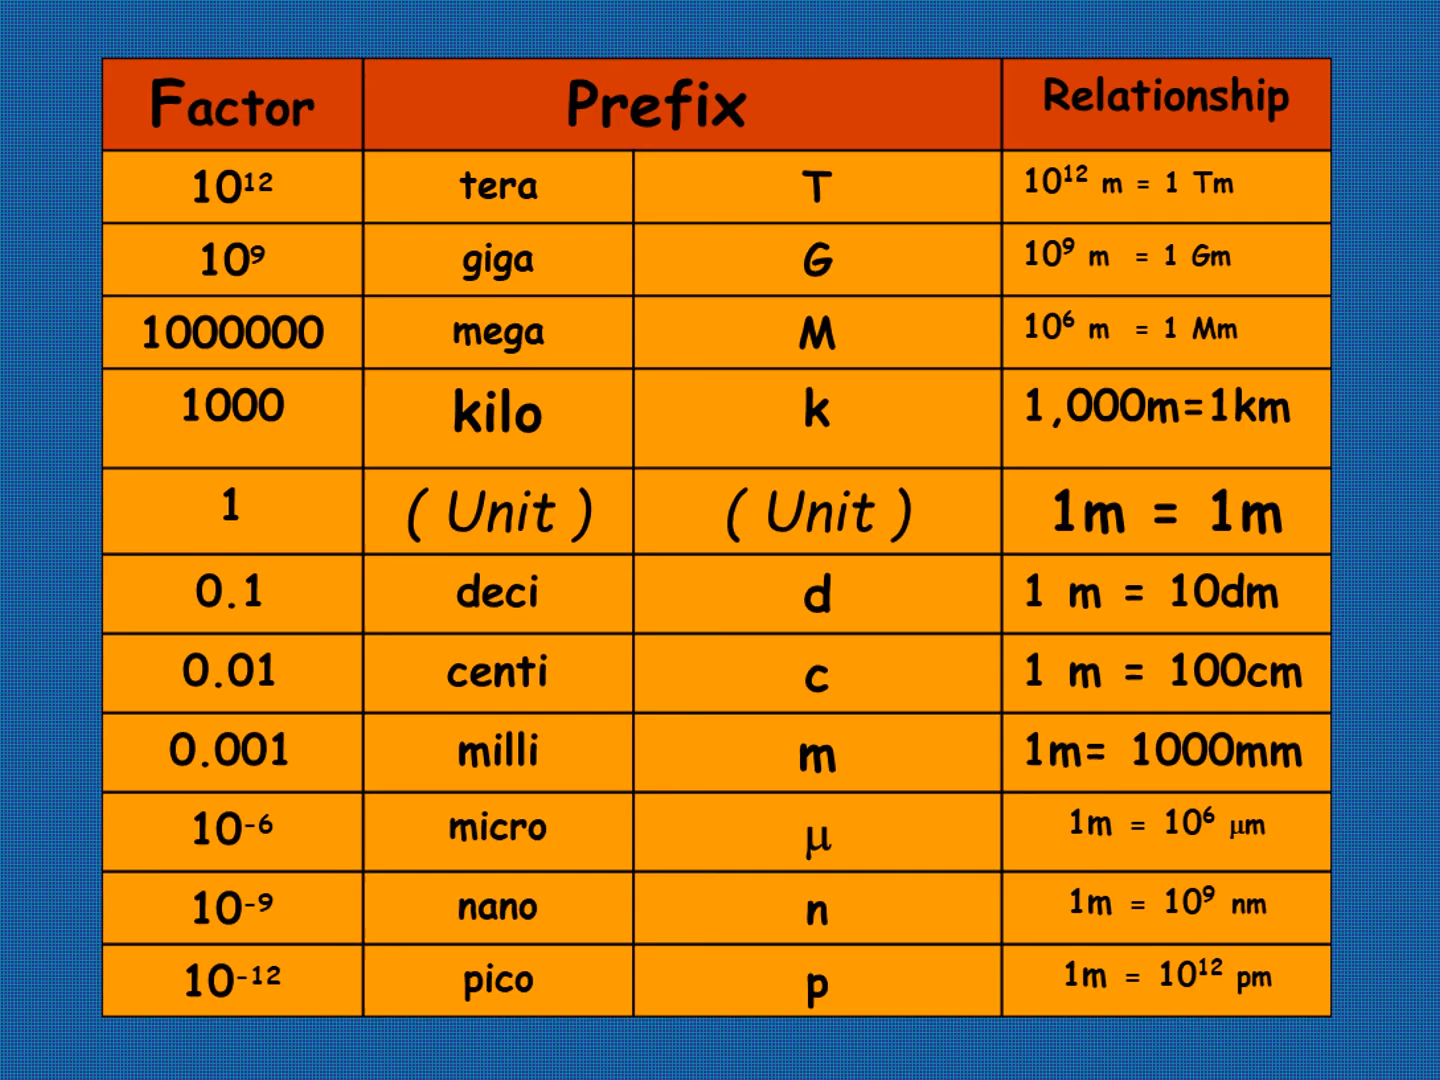 Factor Prefix Relationship
10¹² tera T 10¹² m = 1 Tm
10⁹ giga G 10⁹ m = 1 Gm
1000000 mega M 10⁶ m = 1 Mm
1000 kilo k 1,000m=1km
1 ( Unit ) ( Unit ) 1m = 1m
0.1 deci d 1 m = 10dm
0.01 centi c 1 m = 100cm
0.001 milli m 1m= 1000mm
10⁻⁶ micro μ 1m = 10⁶ μm
10⁻⁹ nano n 1m = 10⁹ nm
10⁻¹² pico p 1m = 10¹² pm